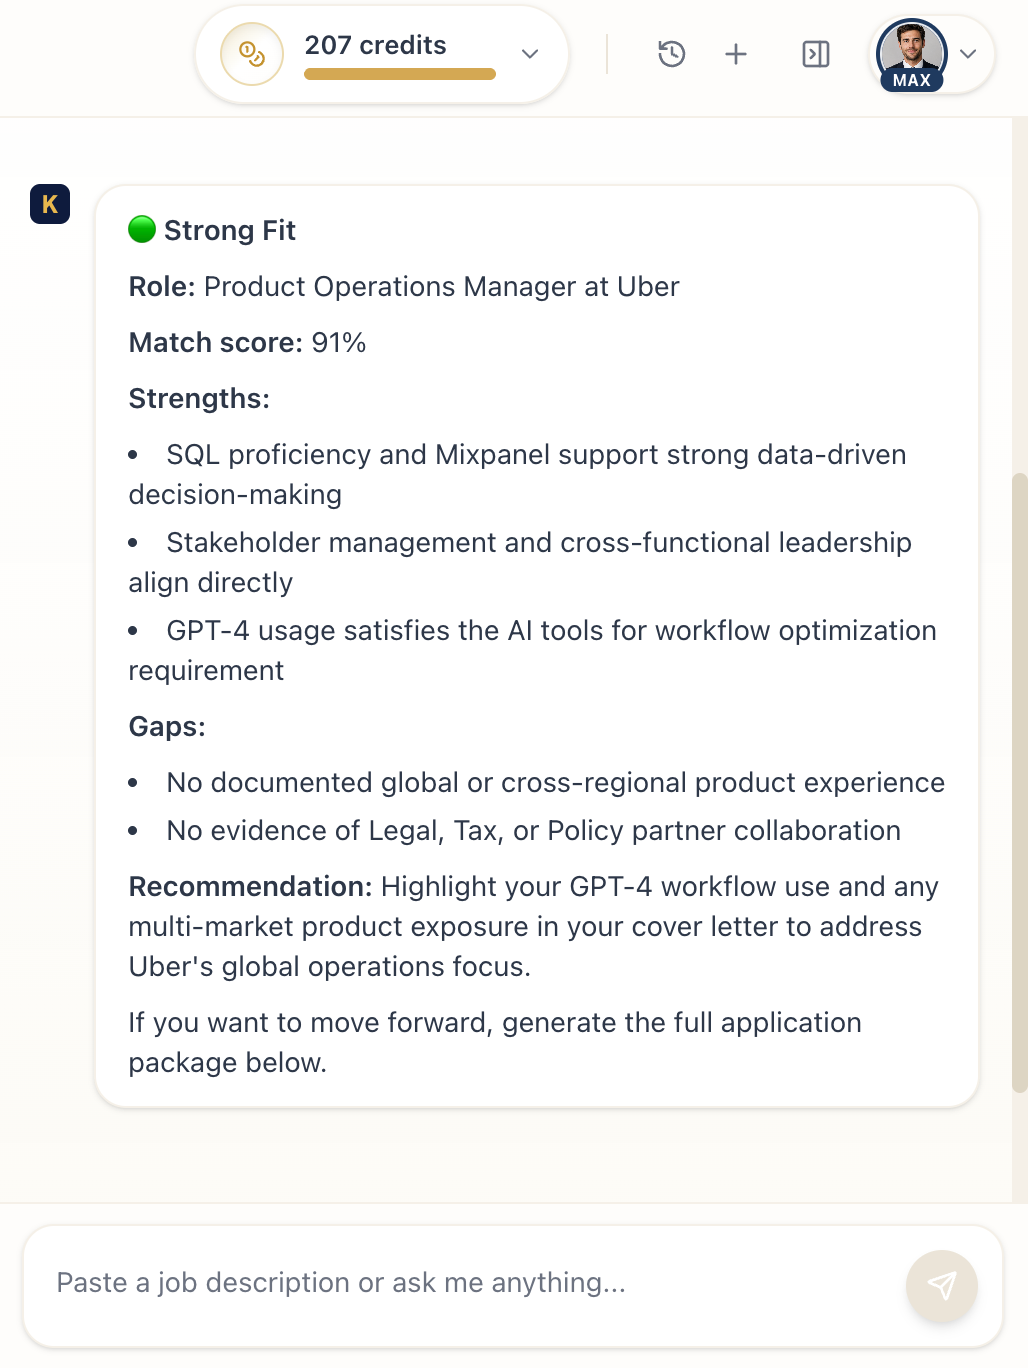 207 credits
MAX
K
🟢 Strong Fit
Role: Product Operations Manager at Uber
Match score: 91%
Strengths:
• SQL proficiency and Mixpanel support strong data-driven
decision-making
• Stakeholder management and cross-functional leadership
align directly
• GPT-4 usage satisfies the AI tools for workflow optimization
requirement
Gaps:
• No documented global or cross-regional product experience
• No evidence of Legal, Tax, or Policy partner collaboration
Recommendation: Highlight your GPT-4 workflow use and any
multi-market product exposure in your cover letter to address
Uber's global operations focus.
If you want to move forward, generate the full application
package below.
Paste a job description or ask me anything...